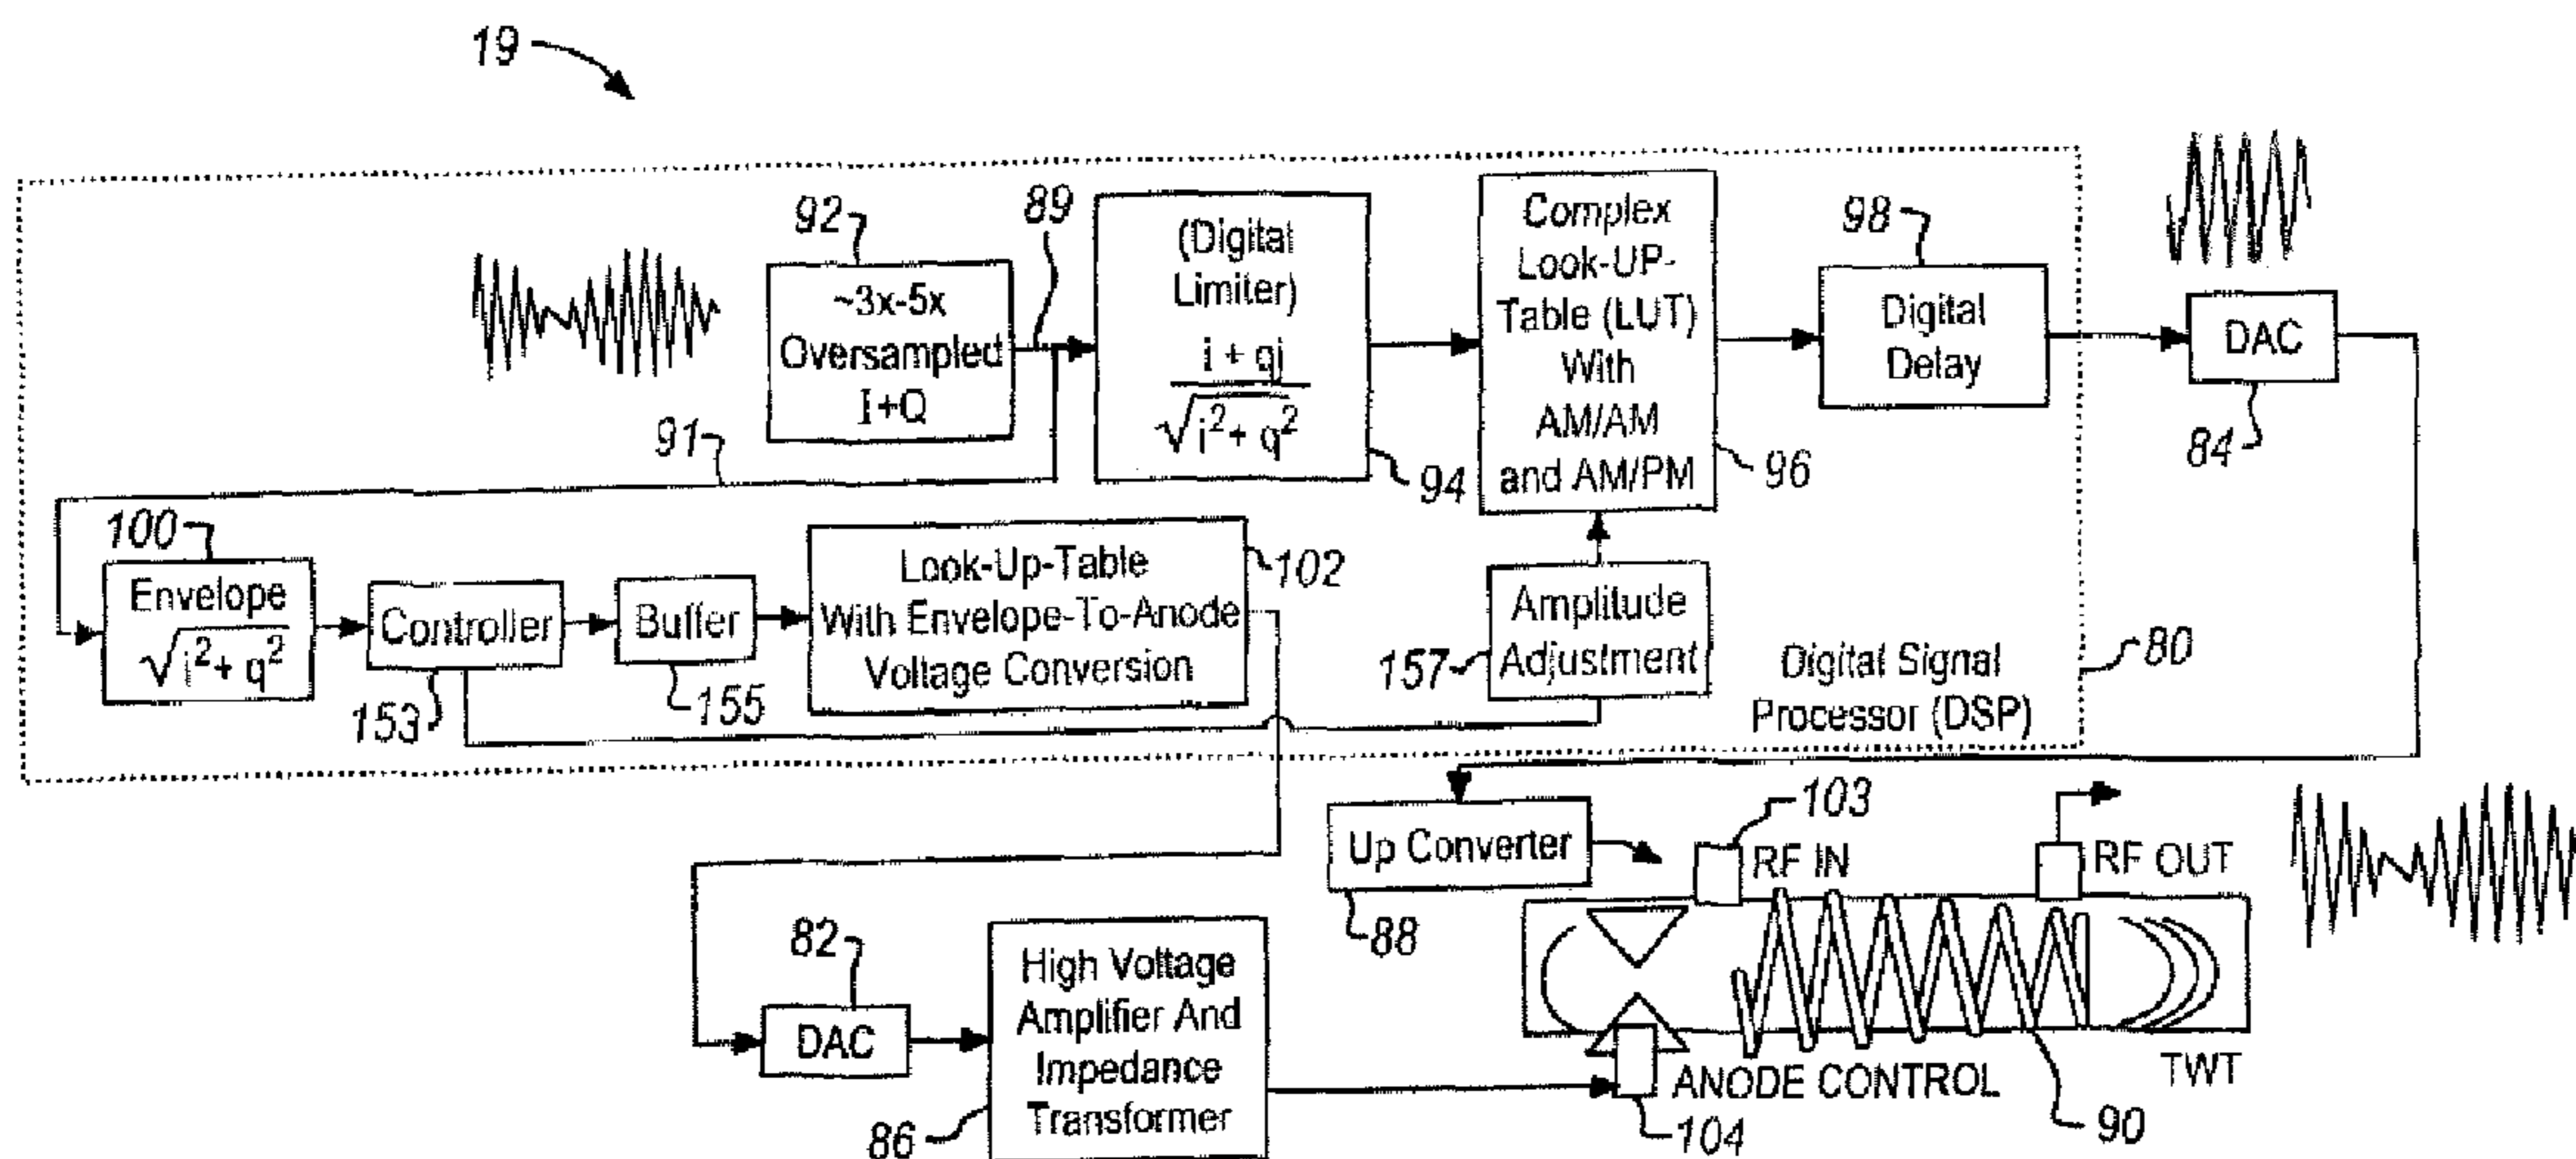 19
92
89
~3x-5x
Oversampled
I+Q
(Digital
Limiter)
i + qj
√i²+ q²
94
Complex
Look-UP-
Table (LUT)
With
AM/AM
and AM/PM
96
98
Digital
Delay
DAC
84
91
100
Envelope
√i²+ q²
Controller
153
Buffer
155
Look-Up-Table
With Envelope-To-Anode
Voltage Conversion
102
Amplitude
Adjustment
157
Digital Signal
Processor (DSP)
80
Up Converter
88
103
RF IN
RF OUT
82
DAC
High Voltage
Amplifier And
Impedance
Transformer
86
ANODE CONTROL
104
90
TWT